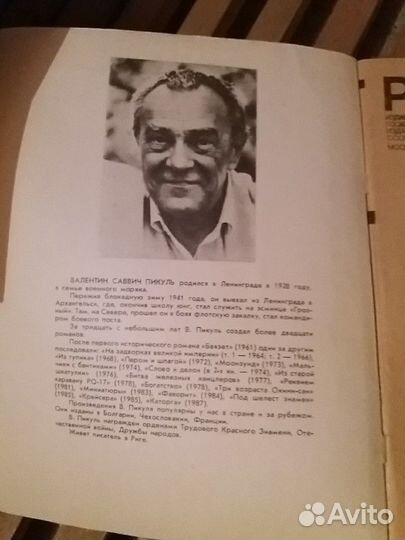 ВАЛЕНТИН САВВИЧ ПИКУЛЬ родился в Ленинграде в 1928 году,
в семье военного моряка.
Пережив блокадную зиму 1941 года, он выехал из Ленинграда в
Архангельск, где, окончив школу юнг, стал служить на эсминце «Гроз-
ный». Там, на Севере, прошел он в боях флотскую закалку, стал команди-
ром боевого поста.
За тридцать с небольшим лет В. Пикуль создал более двадцати
романов.
После первого исторического романа «Баязет» (1961) один за другим
последовали: «На задворках великой империи» (т. 1 — 1964; т. 2 — 1966),
«Из тупика» (1968), «Пером и шпагой» (1972), «Моонзунд» (1973), «Маль-
чики с бантиками» (1974), «Слово и дело» (в 2-х кн. — 1974), «Из старой
шкатулки» (1976), «Битва железных канцлеров» (1977), «Реквием
каравану PQ-17», «Богатство» (1978), «Три возраста Окини-сан»
(1981), «Миниатюры» (1983), «Фаворит» (1984), «Под шелест знамен»
(1985), «Крейсера» (1985), «Каторга» (1987).
Произведения В. Пикуля популярны у нас в стране и за рубежом.
Они изданы в Болгарии, Чехословакии, Франции.
В. Пикуль награжден орденами Трудового Красного Знамени, Оте-
чественной войны, Дружбы народов.
Живет писатель в Риге.
Р
Avito